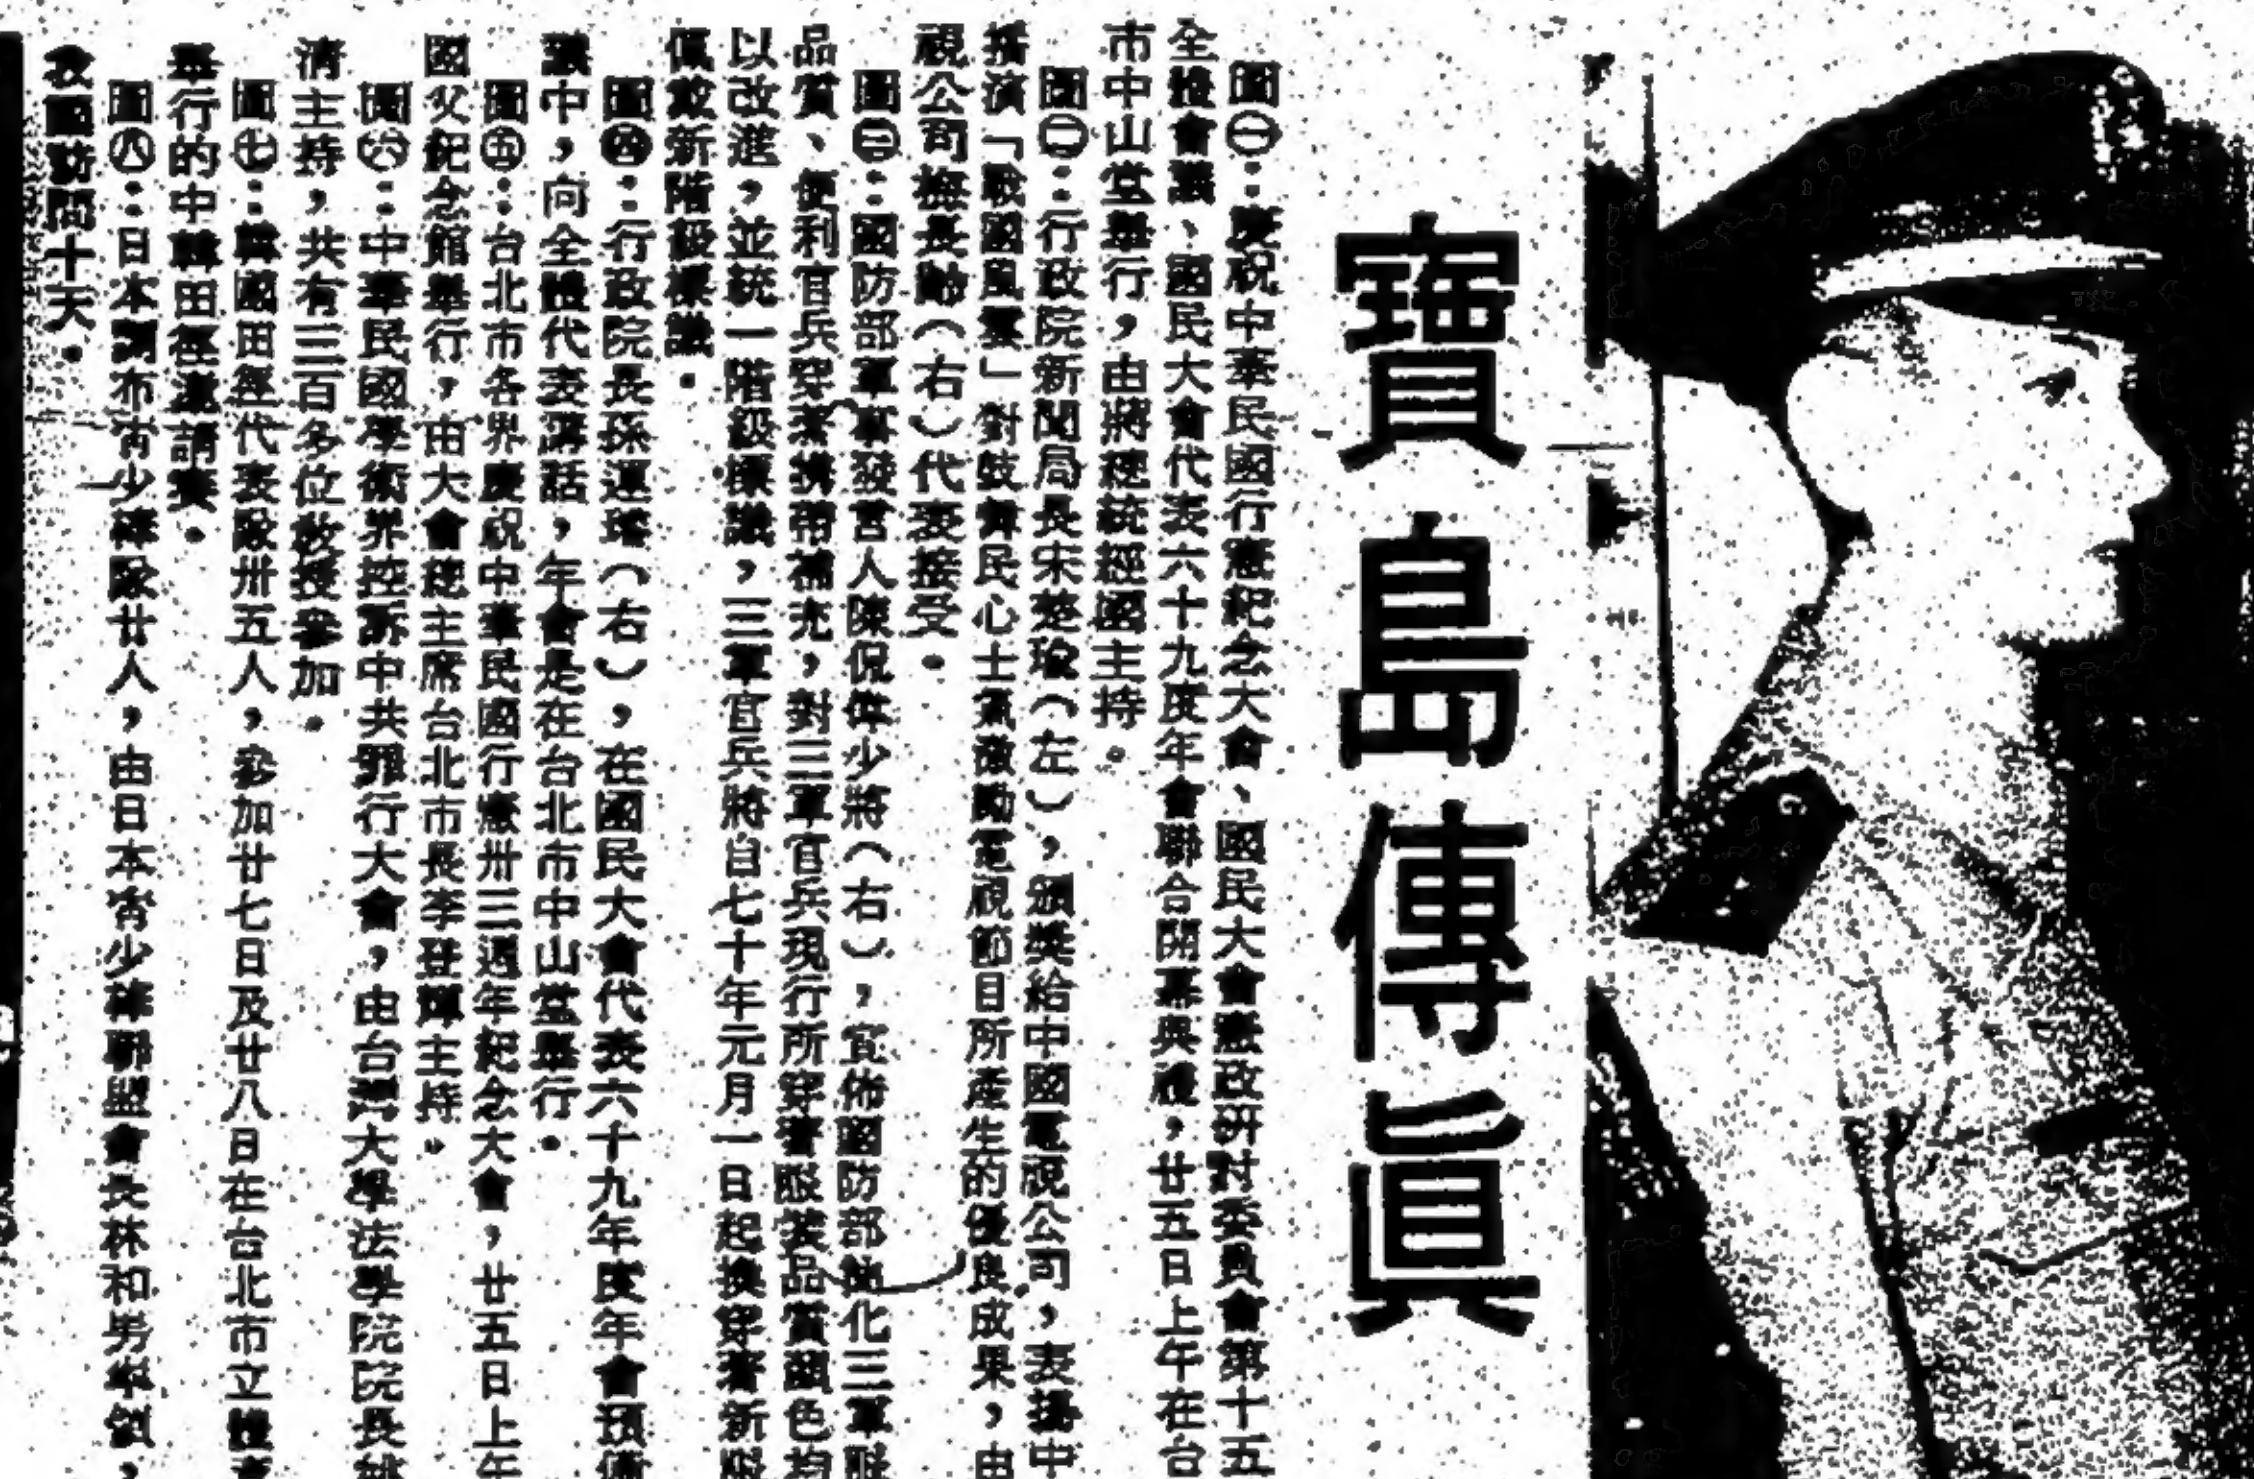 寶島傳眞
圖㊀：慶祝中華民國行憲紀念大會、國民大會憲政研討委員會第十五
全體會議、國民大會代表六十九年度年會聯合開幕典禮，廿五日上午在台
市中山堂舉行，由蔣總統經國主持。
圖㊁：行政院新聞局長宋楚瑜（左），頒獎給中國電視公司，表揚中
播演「戰國風雲」對鼓舞民心士氣激勵電視節目所產生的優良成果，由
視公司（右）代表接受。
圖㊂：國防部軍事發言人陳侃偉少將（右），宣佈國防部強化三軍服
品質、便利官兵穿着携帶補充，對三軍官兵現行所穿著服裝品質顏色均
以改進，並統一階級標識，三軍官兵將自七十年元月一日起換穿著新服
佩戴新階級標識。
圖㊃：行政院長孫運璿（右），在國民大會代表六十九年度年會預備
議中，向全體代表講話，年會是在台北市中山堂舉行。
圖㊄：台北市各界慶祝中華民國行憲卅三週年紀念大會，廿五日上午
國父紀念館舉行，由大會總主席台北市長李登輝主持。
圖㊅：中華民國學術界控訴中共罪行大會，由台灣大學法學院院長姚
清主持，共有三百多位教授參加。
圖㊆：韓國田徑代表隊卅五人，參加廿七日及廿八日在台北市立體育
舉行的中韓田徑邀請賽。
圖㊇：日本調布靑少棒隊廿人，由日本靑少棒聯盟會長林和男率領，
我國訪問十天。